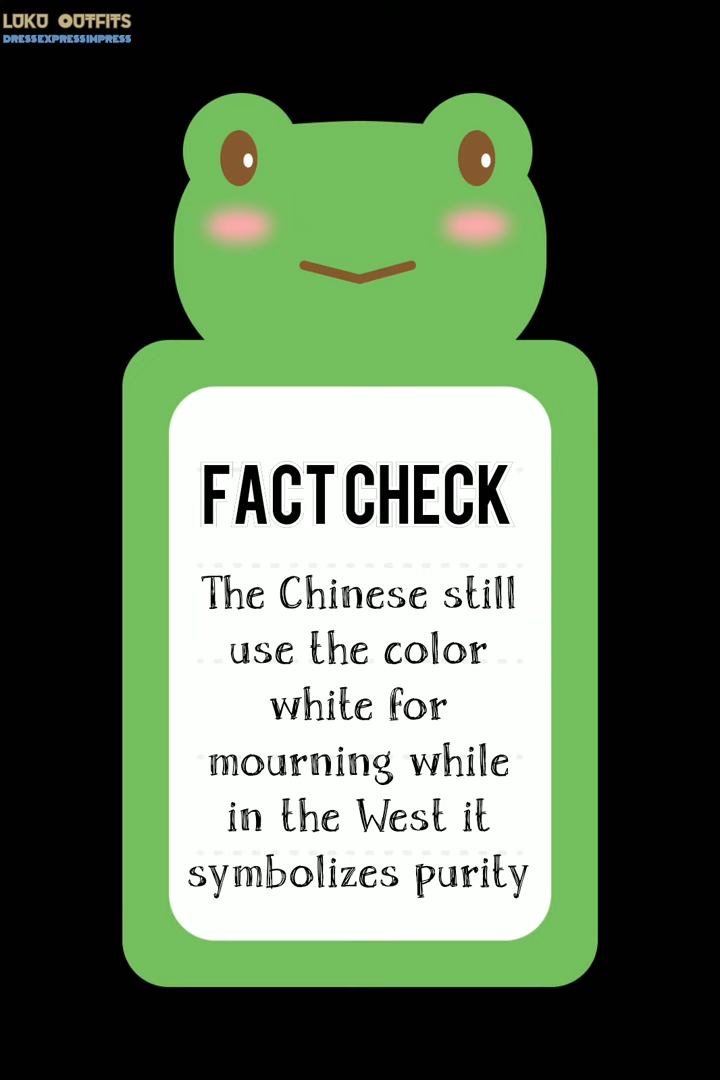 LUKU OUTFITS
DRESSEXPRESSIMPRESS
FACT CHECK
The Chinese still
use the color
white for
mourning while
in the West it
symbolizes purity